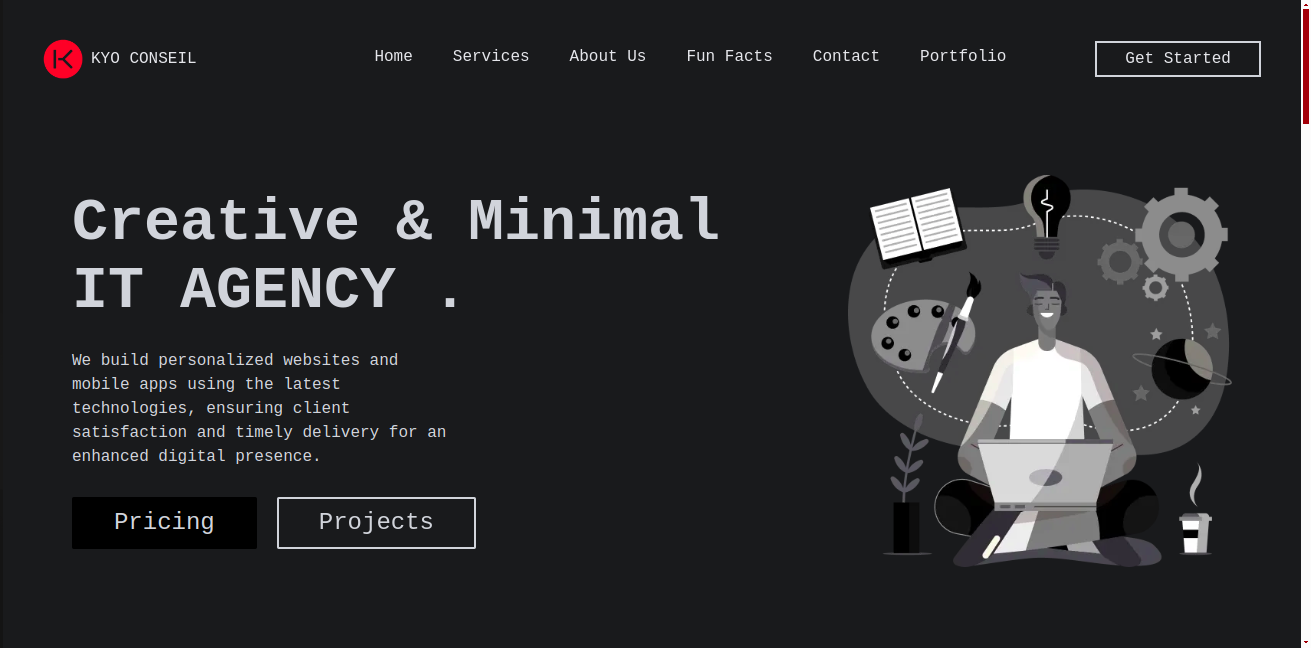 KYO CONSEIL
Home Services About Us Fun Facts Contact Portfolio
Get Started
Creative & Minimal
IT AGENCY .
We build personalized websites and
mobile apps using the latest
technologies, ensuring client
satisfaction and timely delivery for an
enhanced digital presence.
Pricing
Projects